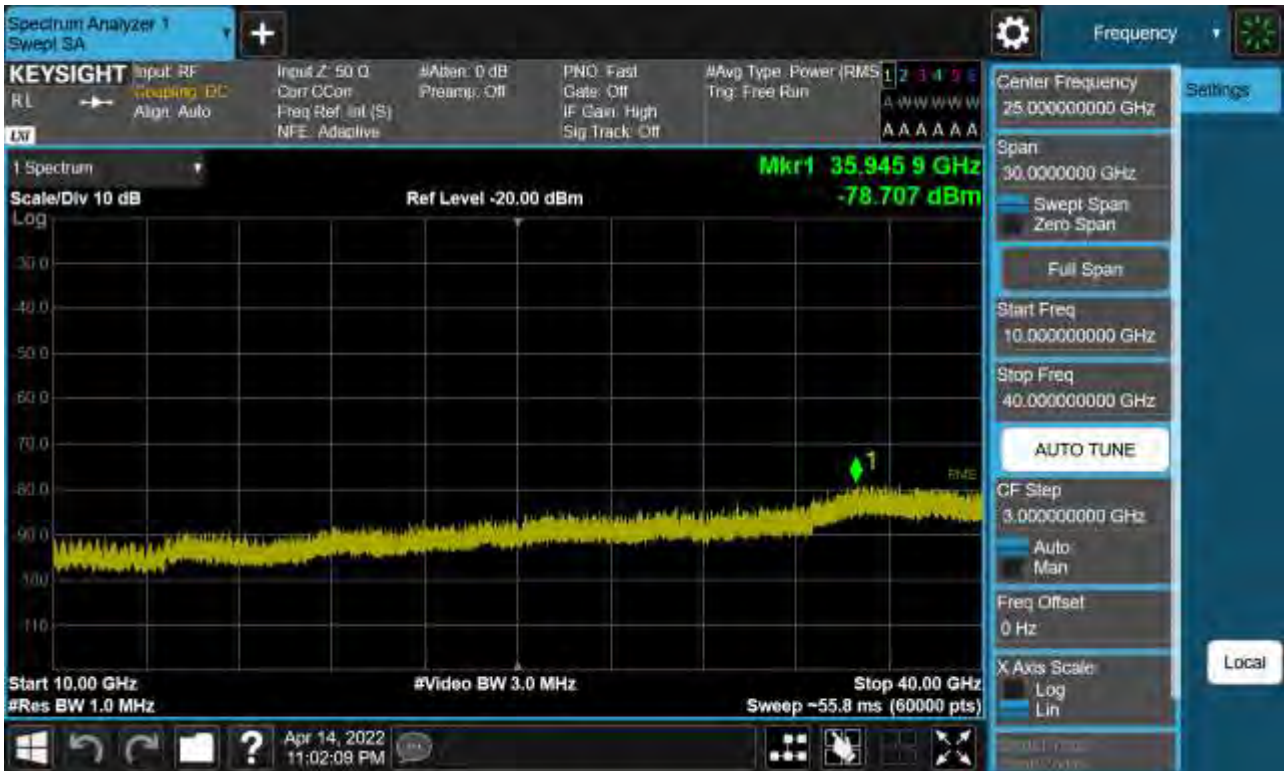 Spectrum Analyzer 1
Swept SA
Frequency
KEYSIGHT
RL
Input: RF
Coupling: DC
Align: Auto
Input Z: 50 Ω
Corr CCorr
Freq Ref: Int (S)
NFE: Adaptive
#Atten: 0 dB
Preamp: Off
PNO: Fast
Gate: Off
IF Gain: High
Sig Track: Off
#Avg Type: Power (RMS
Trig: Free Run
1 2 3 4 5 6
A W W W W W
A A A A A A
1 Spectrum
Scale/Div 10 dB
Log
Ref Level -20.00 dBm
Mkr1 35.945 9 GHz
-78.707 dBm
-30.0
-40.0
-50.0
-60.0
-70.0
-80.0
-90.0
-100
-110
1
RMS
Start 10.00 GHz
#Res BW 1.0 MHz
#Video BW 3.0 MHz
Stop 40.00 GHz
Sweep ~55.8 ms (60000 pts)
Center Frequency
25.000000000 GHz
Span
30.0000000 GHz
Swept Span
Zero Span
Full Span
Start Freq
10.000000000 GHz
Stop Freq
40.000000000 GHz
AUTO TUNE
CF Step
3.000000000 GHz
Auto
Man
Freq Offset
0 Hz
X Axis Scale
Log
Lin
Settings
Local
?
Apr 14, 2022
11:02:09 PM